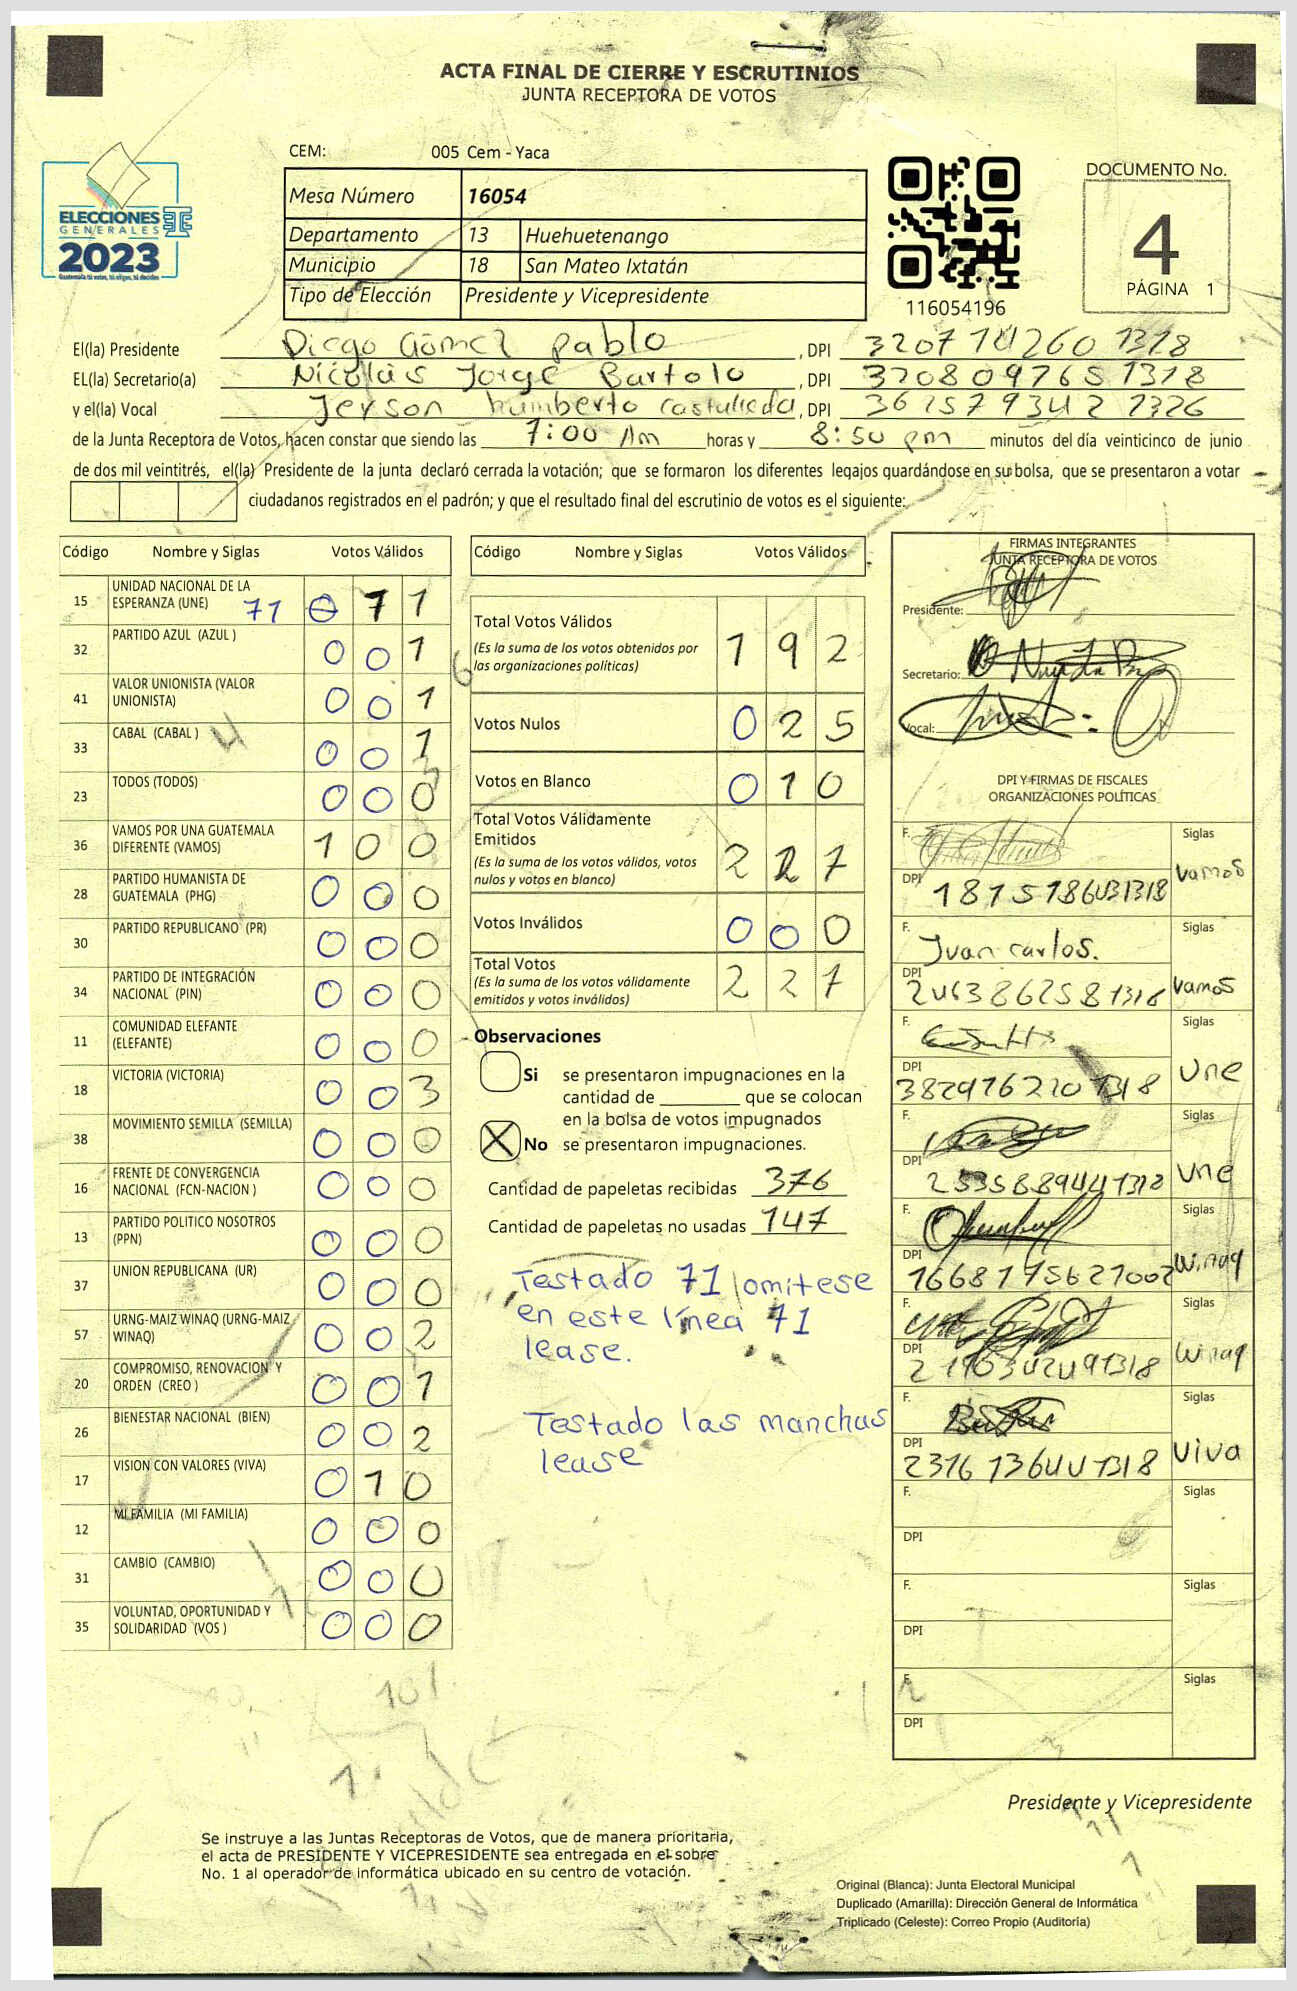 ACTA FINAL DE CIERRE Y ESCRUTINIOS
JUNTA RECEPTORA DE VOTOS
CEM: 005 Cem - Yaca
ELECCIONES
GENERALES
2023
Mesa Número 16054
Departamento 13 Huehuetenango
Municipio 18 San Mateo Ixtatán
Tipo de Elección Presidente y Vicepresidente
116054196
DOCUMENTO No.
4
PÁGINA 1
El(la) Presidente Diego Gómez Pablo, DPI
EL(la) Secretario(a) Nicolás Jorge Bartolo, DPI
y el(la) Vocal Jeyson humberto, DPI
de la Junta Receptora de Votos, hacen constar que siendo las 7:00 Am horas y 8:50 pm minutos del día veinticinco de junio
de dos mil veintitrés, el(la) Presidente de la junta declaró cerrada la votación; que se formaron los diferentes legajos guardándose en su bolsa, que se presentaron a votar
ciudadanos registrados en el padrón; y que el resultado final del escrutinio de votos es el siguiente:
Código Nombre y Siglas Votos Válidos
15 UNIDAD NACIONAL DE LA ESPERANZA (UNE) 71 0 7 1
32 PARTIDO AZUL (AZUL ) 0 0 1
41 VALOR UNIONISTA (VALOR UNIONISTA) 0 0 1
33 CABAL (CABAL ) 0 0 1
23 TODOS (TODOS) 0 0 0
36 VAMOS POR UNA GUATEMALA DIFERENTE (VAMOS) 1 0 0
28 PARTIDO HUMANISTA DE GUATEMALA (PHG) 0 0 0
30 PARTIDO REPUBLICANO (PR) 0 0 0
34 PARTIDO DE INTEGRACIÓN NACIONAL (PIN) 0 0 0
11 COMUNIDAD ELEFANTE (ELEFANTE) 0 0 0
18 VICTORIA (VICTORIA) 0 0 3
38 MOVIMIENTO SEMILLA (SEMILLA) 0 0 0
16 FRENTE DE CONVERGENCIA NACIONAL (FCN-NACION ) 0 0 0
13 PARTIDO POLITICO NOSOTROS (PPN) 0 0 0
37 UNION REPUBLICANA (UR) 0 0 0
57 URNG-MAIZ WINAQ (URNG-MAIZ WINAQ) 0 0 2
20 COMPROMISO, RENOVACION Y ORDEN (CREO ) 0 0 1
26 BIENESTAR NACIONAL (BIEN) 0 0 2
17 VISION CON VALORES (VIVA) 0 1 0
12 MI FAMILIA (MI FAMILIA) 0 0 0
31 CAMBIO (CAMBIO) 0 0 0
35 VOLUNTAD, OPORTUNIDAD Y SOLIDARIDAD (VOS ) 0 0 0
Código Nombre y Siglas Votos Válidos
Total Votos Válidos 1 9 2
(Es la suma de los votos obtenidos por
las organizaciones políticas)
Votos Nulos 0 2 5
Votos en Blanco 0 1 0
Total Votos Válidamente
Emitidos 2 2 7
(Es la suma de los votos válidos, votos
nulos y votos en blanco)
Votos Inválidos 0 0 0
Total Votos 2 2 7
(Es la suma de los votos válidamente
emitidos y votos inválidos)
Observaciones
Si se presentaron impugnaciones en la
cantidad de ________ que se colocan
en la bolsa de votos impugnados
X No se presentaron impugnaciones.
Cantidad de papeletas recibidas 376
Cantidad de papeletas no usadas 147
Testado 71 omitese
en este línea 71
lease.
Testado las manchas
lease
FIRMAS INTEGRANTES
JUNTA RECEPTORA DE VOTOS
Presidente:
Secretario:
Vocal:
DPI Y FIRMAS DE FISCALES
ORGANIZACIONES POLÍTICAS
F. Siglas
DPI vamos
F. Juan carlos. Siglas
DPI vamos
F. Siglas
DPI Une
F. Siglas
DPI Une
F. Siglas
DPI Winaq
F. Siglas
DPI Winaq
F. Siglas
DPI Viva
F. Siglas
DPI
F. Siglas
DPI
F. Siglas
DPI
101
Presidente y Vicepresidente
Se instruye a las Juntas Receptoras de Votos, que de manera prioritaria,
el acta de PRESIDENTE Y VICEPRESIDENTE sea entregada en el sobre
No. 1 al operador de informática ubicado en su centro de votación.
Original (Blanca): Junta Electoral Municipal
Duplicado (Amarilla): Dirección General de Informática
Triplicado (Celeste): Correo Propio (Auditoría)